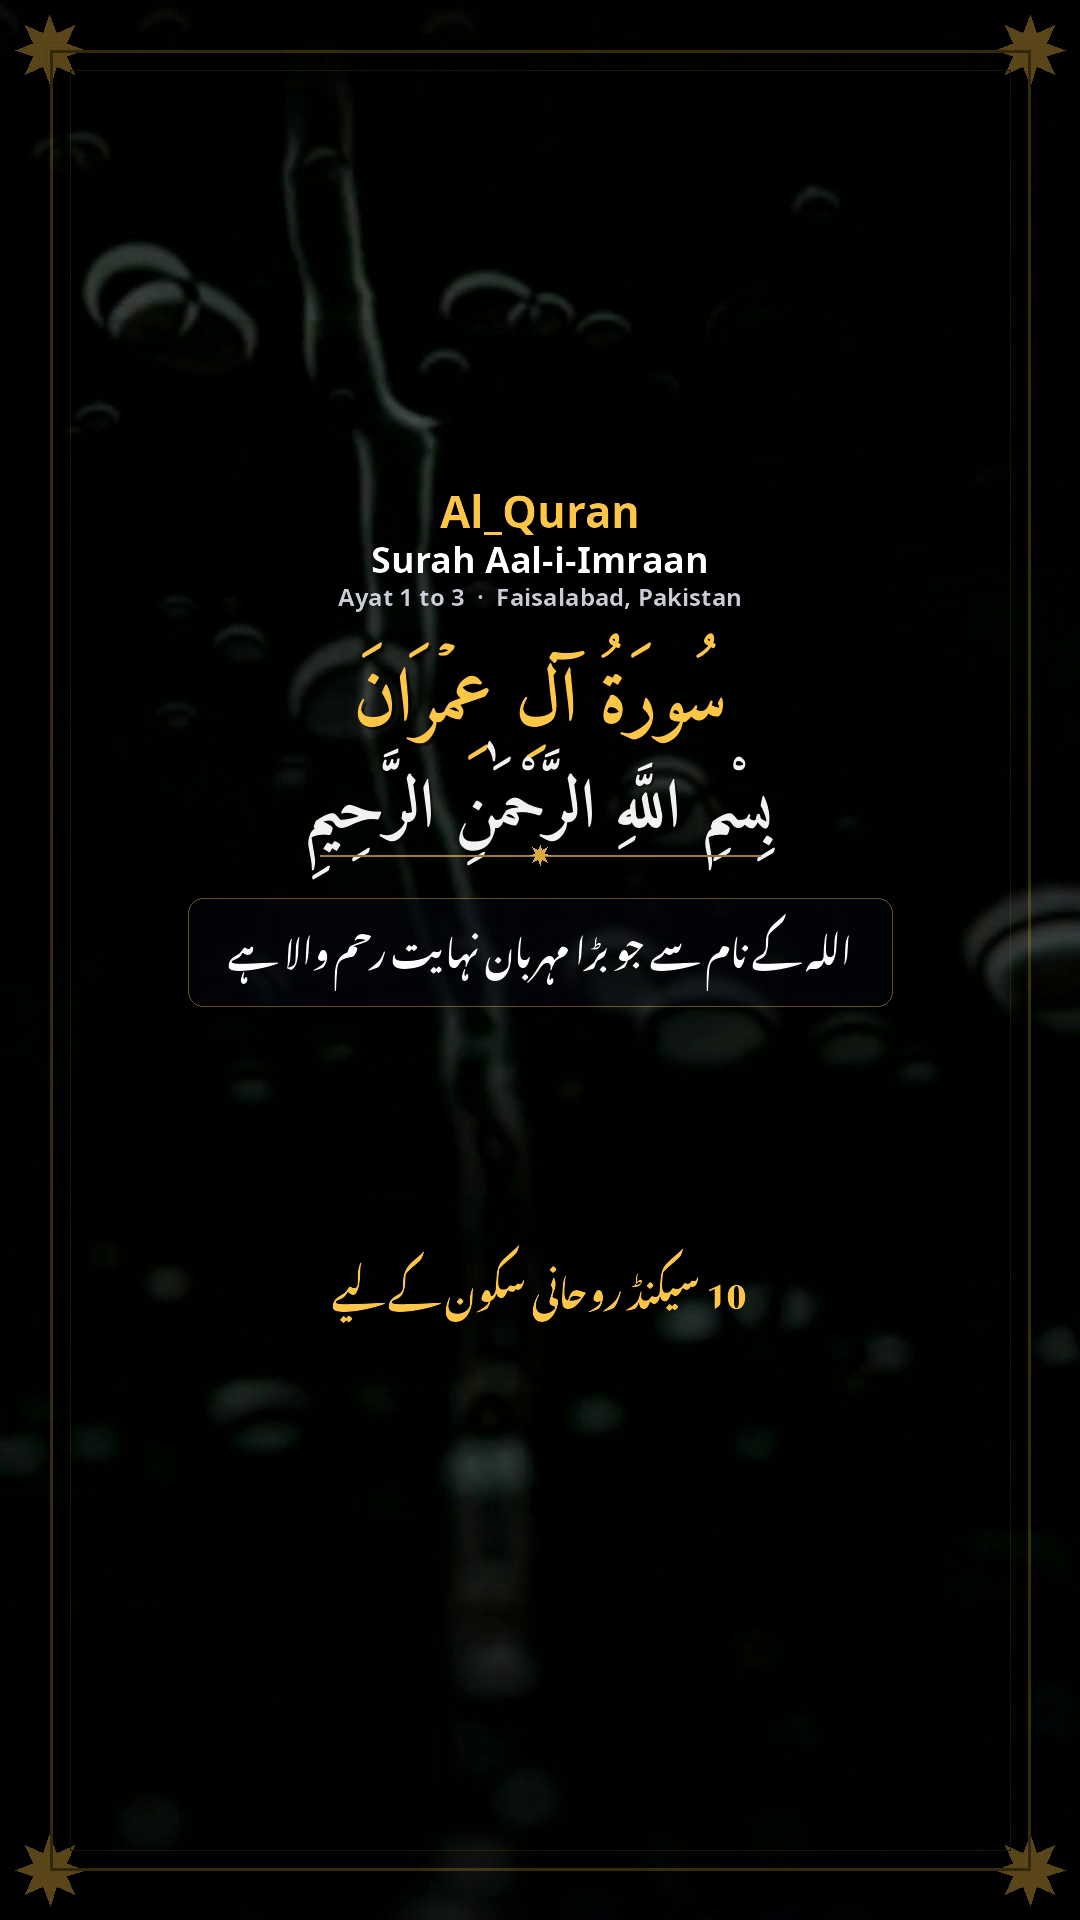 Al_Quran
Surah Aal-i-Imraan
Ayat 1 to 3 · Faisalabad, Pakistan
سُورَةُ آلِ عِمْرَانَ
بِسْمِ اللَّهِ الرَّحْمَٰنِ الرَّحِيمِ
اللہ کے نام سے جو بڑا مہربان نہایت رحم والا ہے
10 سیکنڈ روحانی سکون کے لیے